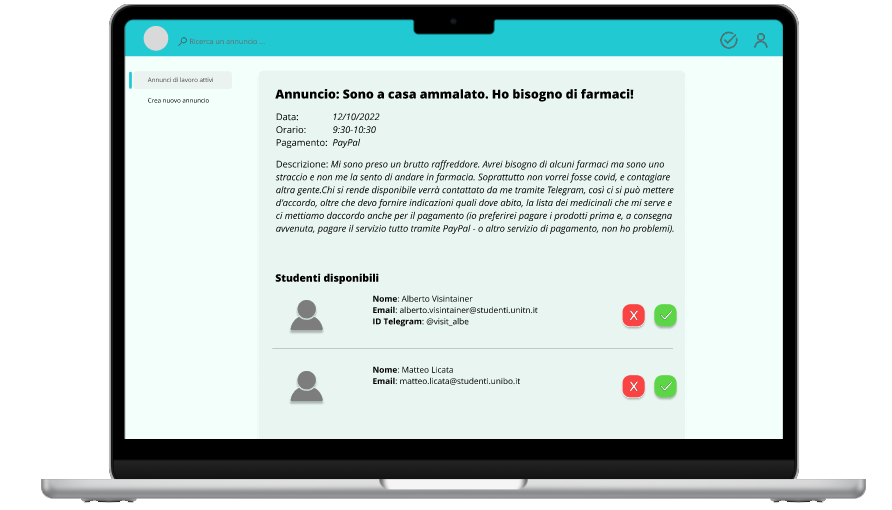 Ricerca un annuncio ...
Annunci di lavoro attivi
Crea nuovo annuncio
Annuncio: Sono a casa ammalato. Ho bisogno di farmaci!
Data: 12/10/2022
Orario: 9:30-10:30
Pagamento: PayPal
Descrizione: Mi sono preso un brutto raffreddore. Avrei bisogno di alcuni farmaci ma sono uno
straccio e non me la sento di andare in farmacia. Soprattutto non vorrei fosse covid, e contagiare
altra gente.Chi si rende disponibile verrà contattato da me tramite Telegram, così ci si può mettere
d'accordo, oltre che devo fornire indicazioni quali dove abito, la lista dei medicinali che mi serve e
ci mettiamo daccordo anche per il pagamento (io preferirei pagare i prodotti prima e, a consegna
avvenuta, pagare il servizio tutto tramite PayPal - o altro servizio di pagamento, non ho problemi).
Studenti disponibili
Nome: Alberto Visintainer
Email: alberto.visintainer@studenti.unitn.it
ID Telegram: @visit_albe
X
Nome: Matteo Licata
Email: matteo.licata@studenti.unibo.it
X